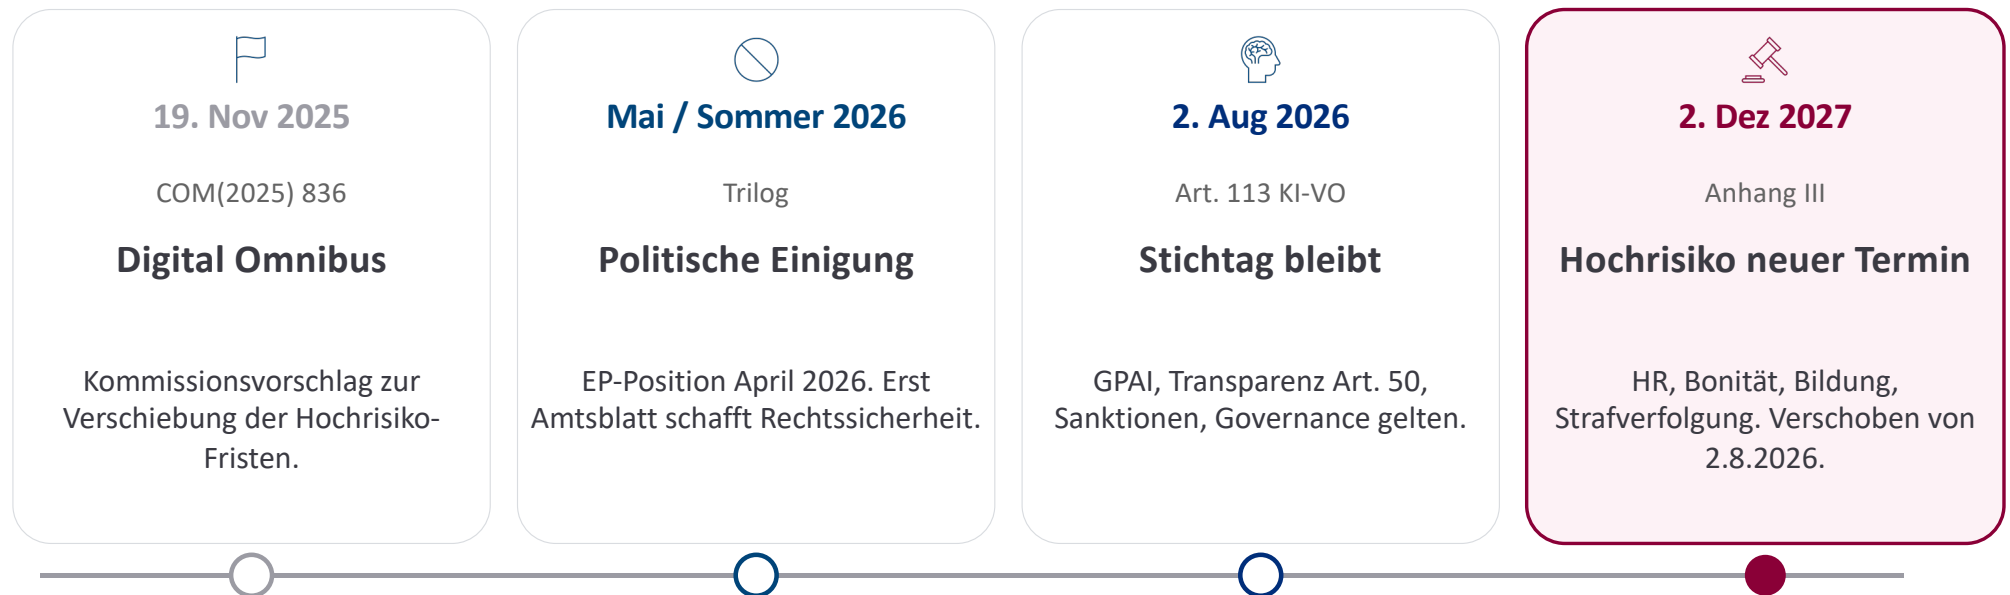 19. Nov 2025
COM(2025) 836
Digital Omnibus
Kommissionsvorschlag zur
Verschiebung der Hochrisiko-
Fristen.
Mai / Sommer 2026
Trilog
Politische Einigung
EP-Position April 2026. Erst
Amtsblatt schafft Rechtssicherheit.
2. Aug 2026
Art. 113 KI-VO
Stichtag bleibt
GPAI, Transparenz Art. 50,
Sanktionen, Governance gelten.
2. Dez 2027
Anhang III
Hochrisiko neuer Termin
HR, Bonität, Bildung,
Strafverfolgung. Verschoben von
2.8.2026.